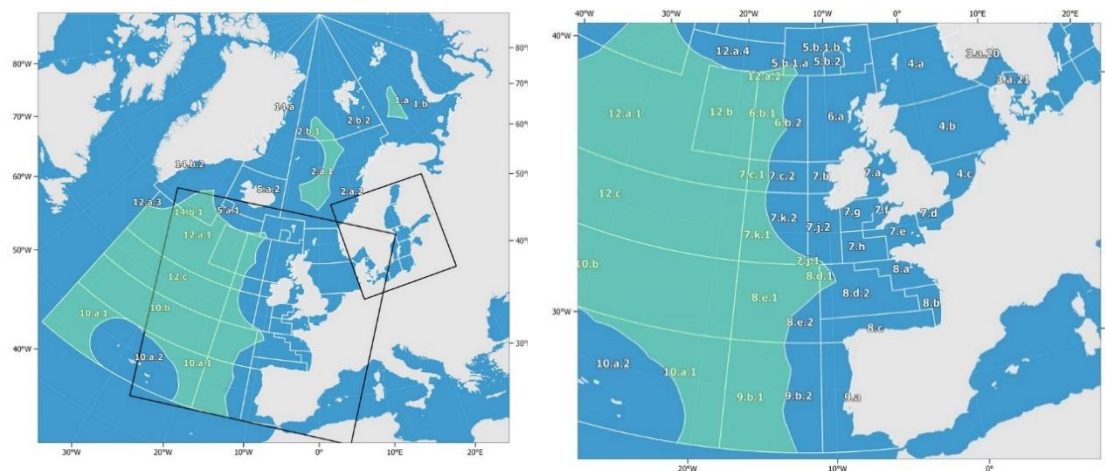 80°W
70°W
60°W
50°W
40°W
30°W
20°W
10°W
0°W
10°E
20°E
80°
70°
60°
50°
40°
30°
14.a
1.a
1.b
2.b.1
2.b.2
14.b.2
2.a.1
5.a.2
2.a.2
12.a.3
14.b.1
5.a.1
12.a.1
12.c
10.b
10.a.1
10.a.2
10.a.1
40°W
30°W
20°W
10°W
0°
10°E
20°E
40°W
30°W
20°W
10°W
0°W
12.a.4
5.b.1.b
5.b.1.a
5.b.2
4.a
3.a.20
12.a.2
3.a.21
12.a.1
12.b
6.b.1
6.b.2
6.a
4.b
7.c.1
7.c.2
7.b
7.a
4.c
12.c
7.k.2
7.j.2
7.g
7.f
7.d
7.k.1
7.e
7.h
10.b
7.j.1
8.d.1
8.a
8.e.1
8.d.2
8.b
8.e.2
8.c
10.a.2
10.a.1
9.b.1
9.b.2
9.a